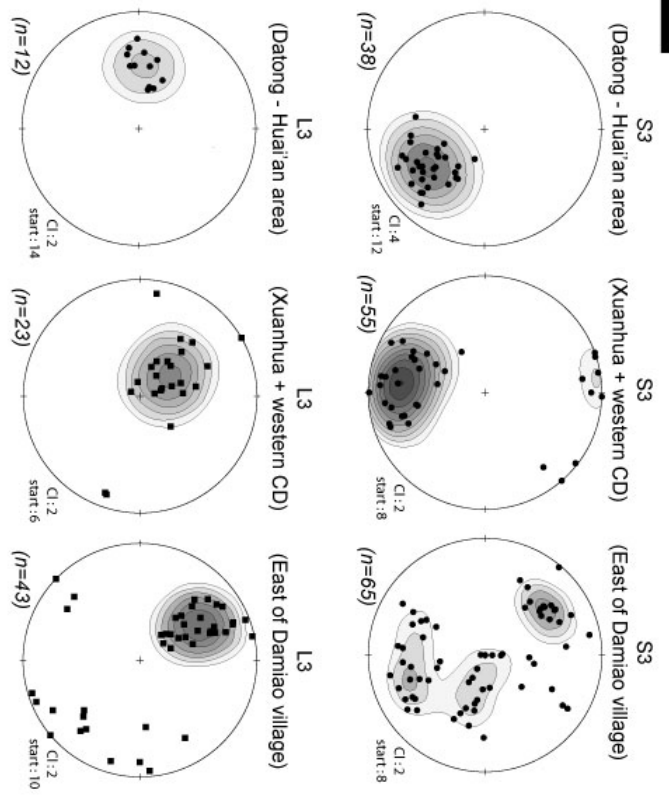 S3
(Datong - Huai'an area)
(n=38)
CI : 4
start : 12
S3
(Xuanhua + western CD)
(n=55)
CI : 2
start : 8
S3
(East of Damiao village)
(n=65)
CI : 2
start : 8
L3
(Datong - Huai'an area)
(n=12)
CI : 2
start : 14
L3
(Xuanhua + western CD)
(n=23)
CI : 2
start : 6
L3
(East of Damiao village)
(n=43)
CI : 2
start : 10